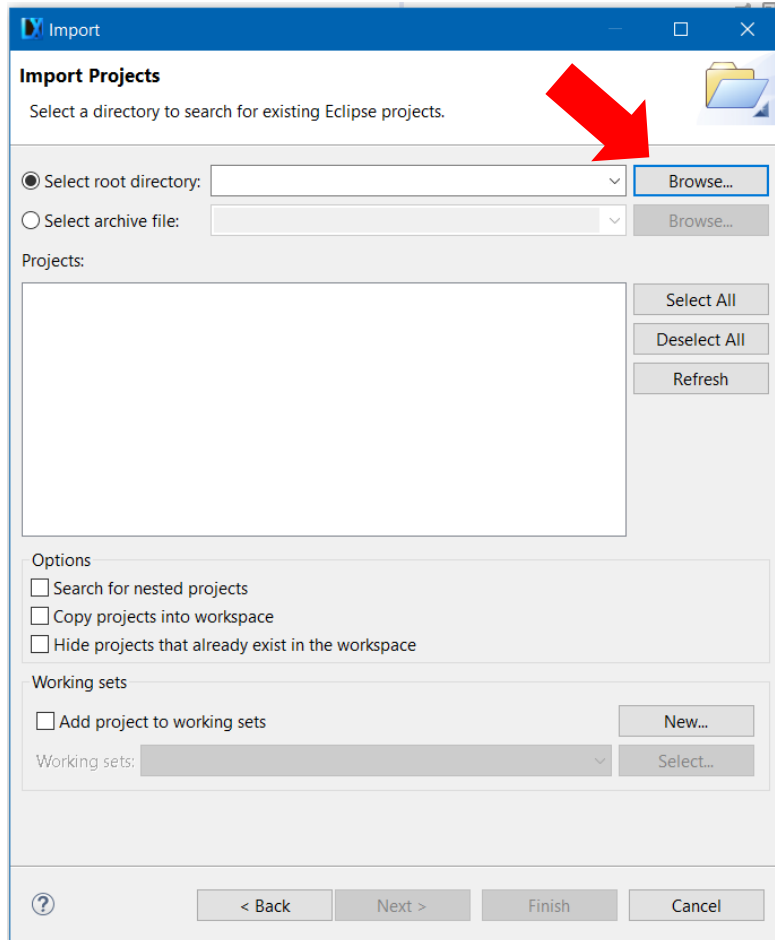 Import
Import Projects
Select a directory to search for existing Eclipse projects.
Select root directory: Browse...
Select archive file: Browse...
Projects:
Select All
Deselect All
Refresh
Options
Search for nested projects
Copy projects into workspace
Hide projects that already exist in the workspace
Working sets
Add project to working sets New...
Working sets: Select...
? < Back Next > Finish Cancel